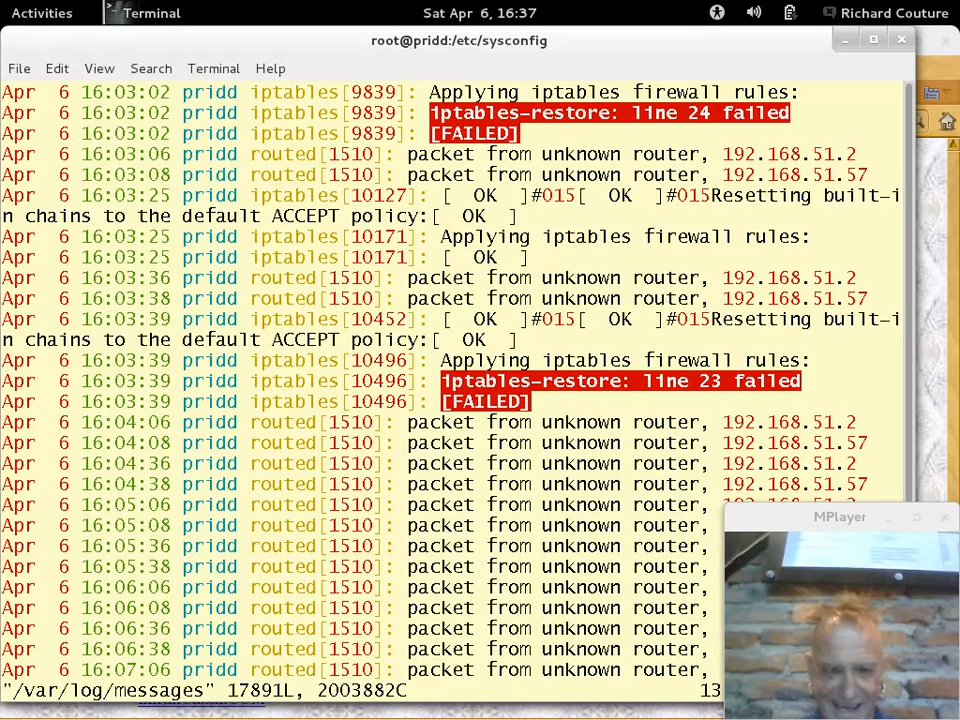 Activities
Terminal
Sat Apr 6, 16:37
Richard Couture
root@pridd:/etc/sysconfig
File Edit View Search Terminal Help
Apr  6 16:03:02 pridd iptables[9839]: Applying iptables firewall rules:
Apr  6 16:03:02 pridd iptables[9839]: iptables-restore: line 24 failed
Apr  6 16:03:02 pridd iptables[9839]: [FAILED]
Apr  6 16:03:06 pridd routed[1510]: packet from unknown router, 192.168.51.2
Apr  6 16:03:08 pridd routed[1510]: packet from unknown router, 192.168.51.57
Apr  6 16:03:25 pridd iptables[10127]: [  OK  ]#015[  OK  ]#015Resetting built-i
n chains to the default ACCEPT policy:[  OK  ]
Apr  6 16:03:25 pridd iptables[10171]: Applying iptables firewall rules:
Apr  6 16:03:25 pridd iptables[10171]: [  OK  ]
Apr  6 16:03:36 pridd routed[1510]: packet from unknown router, 192.168.51.2
Apr  6 16:03:38 pridd routed[1510]: packet from unknown router, 192.168.51.57
Apr  6 16:03:39 pridd iptables[10452]: [  OK  ]#015[  OK  ]#015Resetting built-i
n chains to the default ACCEPT policy:[  OK  ]
Apr  6 16:03:39 pridd iptables[10496]: Applying iptables firewall rules:
Apr  6 16:03:39 pridd iptables[10496]: iptables-restore: line 23 failed
Apr  6 16:03:39 pridd iptables[10496]: [FAILED]
Apr  6 16:04:06 pridd routed[1510]: packet from unknown router, 192.168.51.2
Apr  6 16:04:08 pridd routed[1510]: packet from unknown router, 192.168.51.57
Apr  6 16:04:36 pridd routed[1510]: packet from unknown router, 192.168.51.2
Apr  6 16:04:38 pridd routed[1510]: packet from unknown router, 192.168.51.57
Apr  6 16:05:06 pridd routed[1510]: packet from unknown router,
Apr  6 16:05:08 pridd routed[1510]: packet from unknown router,
Apr  6 16:05:36 pridd routed[1510]: packet from unknown router,
Apr  6 16:05:38 pridd routed[1510]: packet from unknown router,
Apr  6 16:06:06 pridd routed[1510]: packet from unknown router,
Apr  6 16:06:08 pridd routed[1510]: packet from unknown router,
Apr  6 16:06:36 pridd routed[1510]: packet from unknown router,
Apr  6 16:06:38 pridd routed[1510]: packet from unknown router,
Apr  6 16:07:06 pridd routed[1510]: packet from unknown router,
"/var/log/messages" 17891L, 2003882C 13
MPlayer